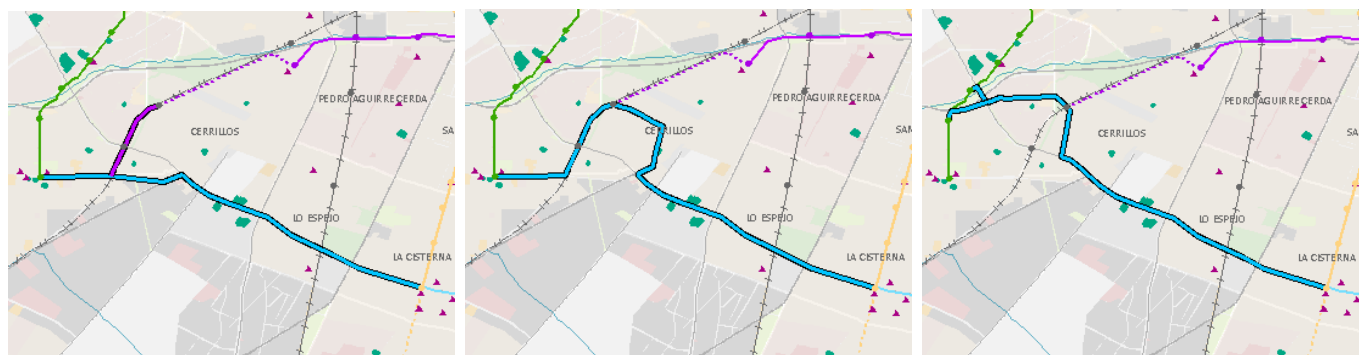 PEDRO AGUIRRE CERDA
CERRILLOS
SA
LO ESPEJO
LA CISTERNA
PEDRO AGUIRRE CERDA
CERRILLOS
SAN
LO ESPEJO
LA CISTERNA
PEDRO AGUIRRE CERDA
CERRILLOS
SA
LO ESPEJO
LA CISTERNA